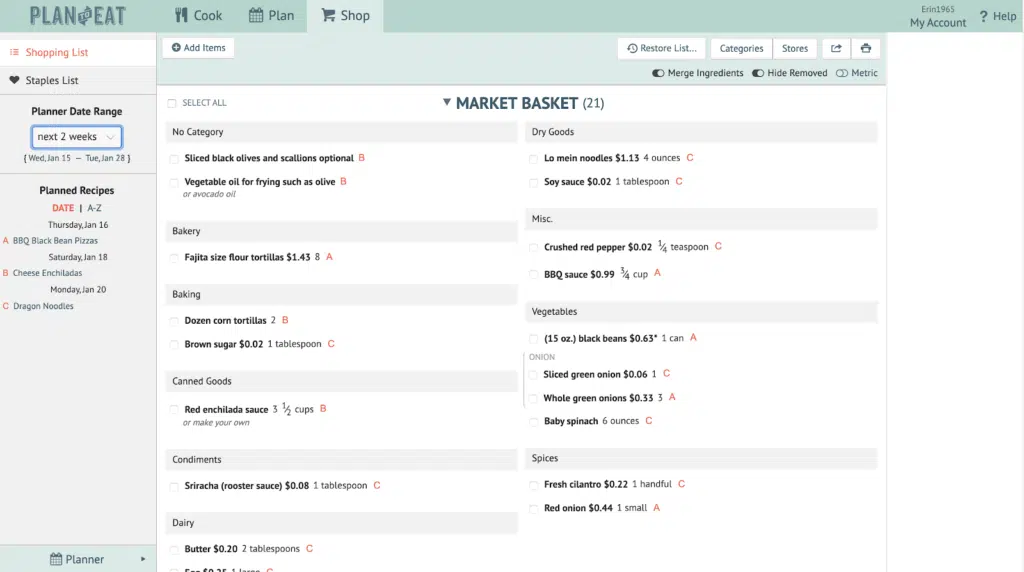 PLAN TO EAT
Cook
Plan
Shop
Erin1965
My Account
? Help
Shopping List
Staples List
Planner Date Range
next 2 weeks
{ Wed, Jan 15 — Tue, Jan 28 }
Planned Recipes
DATE | A-Z
Thursday, Jan 16
A BBQ Black Bean Pizzas
Saturday, Jan 18
B Cheese Enchiladas
Monday, Jan 20
C Dragon Noodles
Planner
Add Items
Restore List...
Categories
Stores
Merge Ingredients
Hide Removed
Metric
SELECT ALL
MARKET BASKET (21)
No Category
Sliced black olives and scallions optional B
Vegetable oil for frying such as olive B
or avocado oil
Bakery
Fajita size flour tortillas $1.43 8 A
Baking
Dozen corn tortillas 2 B
Brown sugar $0.02 1 tablespoon C
Canned Goods
Red enchilada sauce 3 1/2 cups B
or make your own
Condiments
Sriracha (rooster sauce) $0.08 1 tablespoon C
Dairy
Butter $0.20 2 tablespoons C
Egg $0.25 1 large C
Dry Goods
Lo mein noodles $1.13 4 ounces C
Soy sauce $0.02 1 tablespoon C
Misc.
Crushed red pepper $0.02 1/4 teaspoon C
BBQ sauce $0.99 3/4 cup A
Vegetables
(15 oz.) black beans $0.63* 1 can A
ONION
Sliced green onion $0.06 1 C
Whole green onions $0.33 3 A
Baby spinach 6 ounces C
Spices
Fresh cilantro $0.22 1 handful C
Red onion $0.44 1 small A